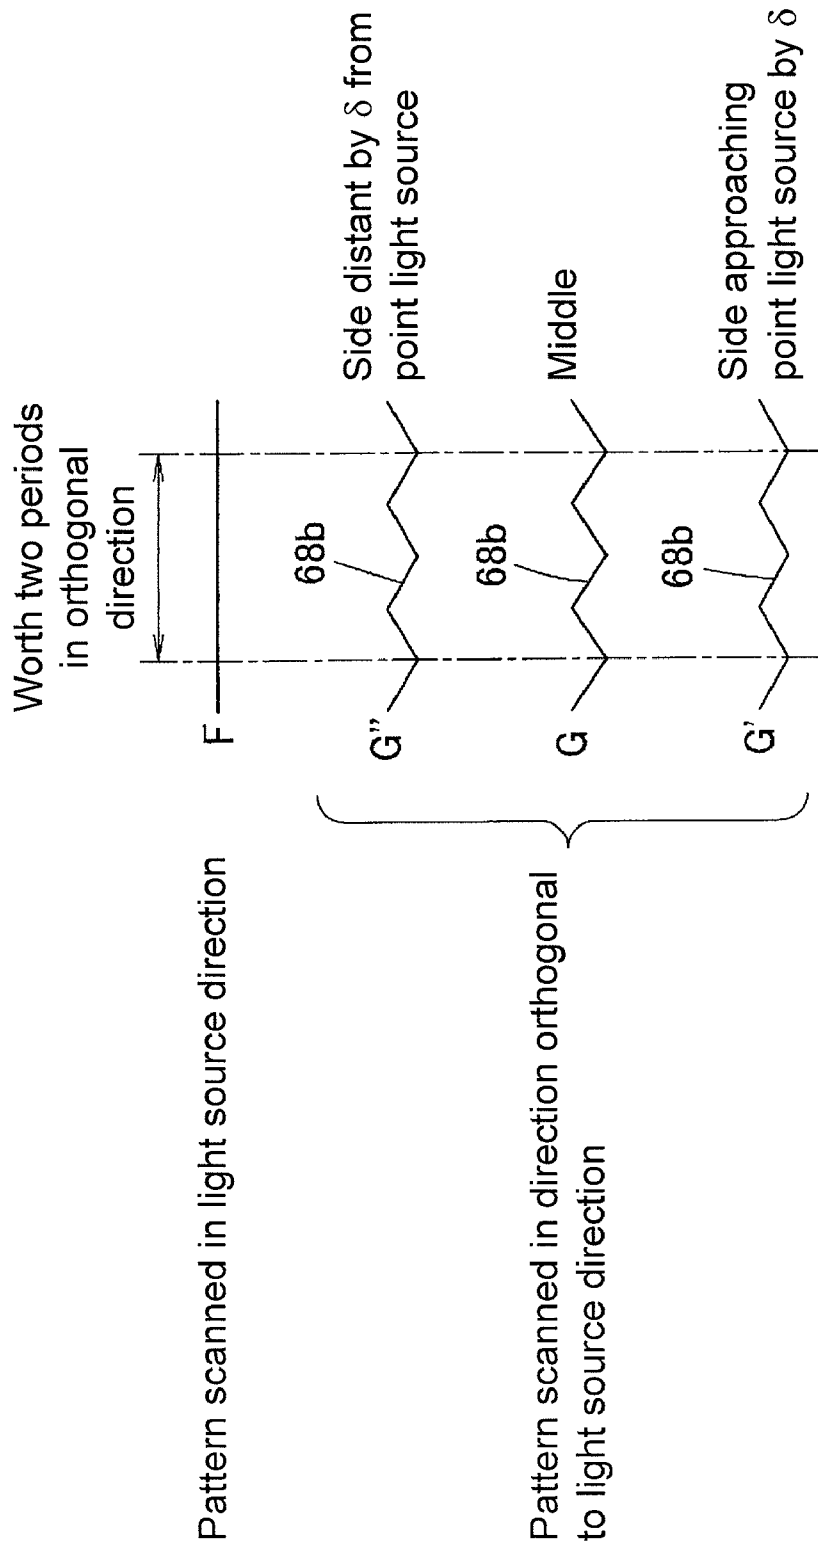 Worth two periods
in orthogonal
direction
Pattern scanned in light source direction
F
G"
68b
Side distant by δ from
point light source
Pattern scanned in direction orthogonal
to light source direction
G
68b
Middle
G'
68b
Side approaching
point light source by δ